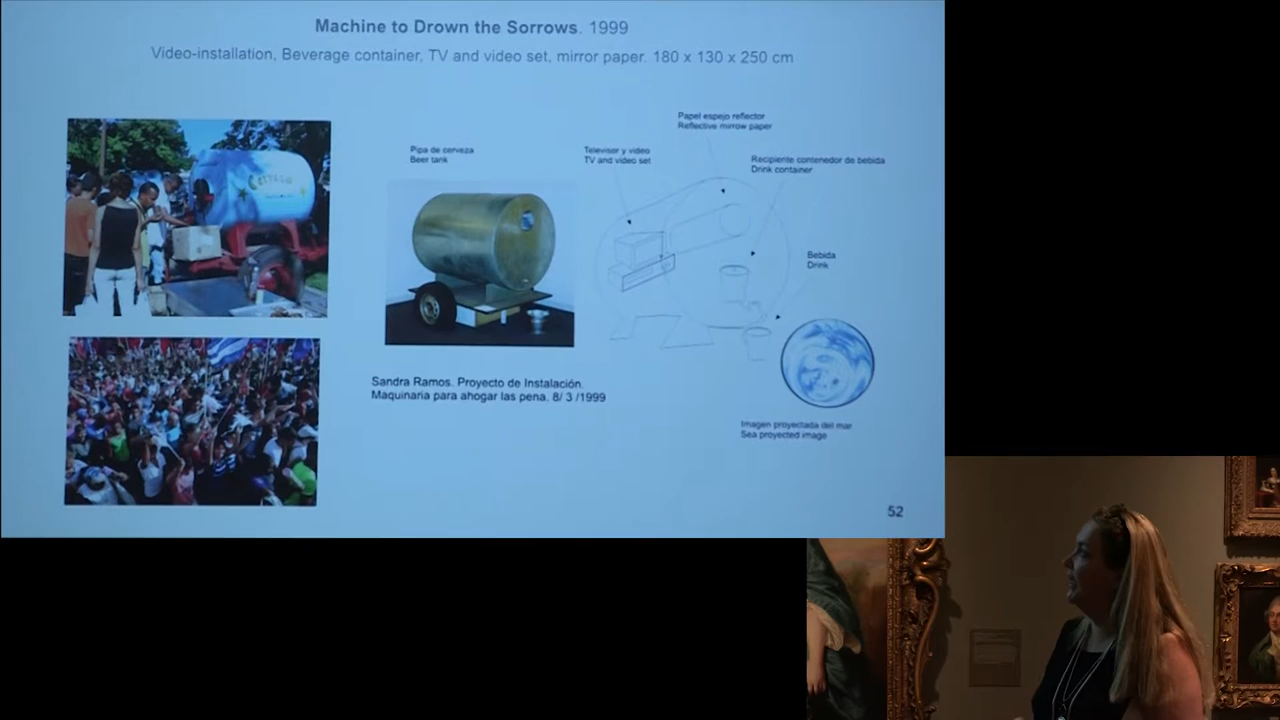 Machine to Drown the Sorrows. 1999
Video-installation, Beverage container, TV and video set, mirror paper. 180 x 130 x 250 cm
Papel espejo reflector
Reflective mirrow paper
Pipa de cerveza
Beer tank
Televisor y video
TV and video set
Recipiente contenedor de bebida
Drink container
Cerveza
Bebida
Drink
Sandra Ramos. Proyecto de Instalación.
Maquinaria para ahogar las pena. 8/ 3 /1999
Imagen proyectada del mar
Sea proyected image
52